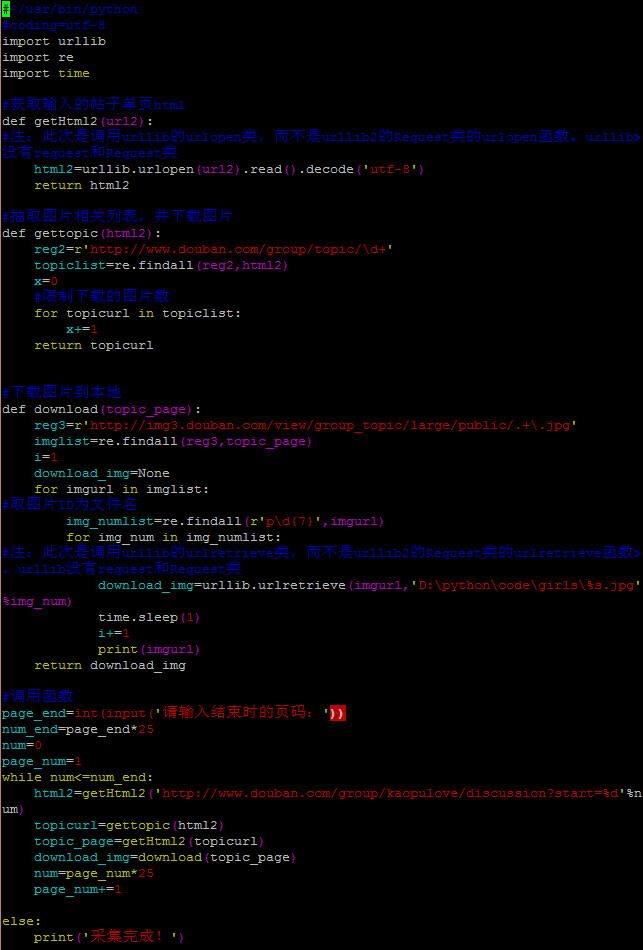 #!/usr/bin/python
#coding=utf-8
import urllib
import re
import time
#获取输入的帖子单页html
def getHtml2(url2):
#注：此次是调用urllib的urlopen类，而不是urllib2的Request类的urlopen函数。urllib>
没有request和Request类
    html2=urllib.urlopen(url2).read().decode('utf-8')
    return html2
#抽取图片相关列表，并下载图片
def gettopic(html2):
    reg2=r'http://www.douban.com/group/topic/\d+'
    topiclist=re.findall(reg2,html2)
    x=0
    #限制下载的图片数
    for topicurl in topiclist:
        x+=1
    return topicurl
#下载图片到本地
def download(topic_page):
    reg3=r'http://img3.douban.com/view/group_topic/large/public/.+\.jpg'
    imglist=re.findall(reg3,topic_page)
    i=1
    download_img=None
    for imgurl in imglist:
#取图片ID为文件名
        img_numlist=re.findall(r'p\d{7}',imgurl)
        for img_num in img_numlist:
#注：此次是调用urllib的urlretrieve类，而不是urllib2的Request类的urlretrieve函数>
。urllib没有request和Request类
            download_img=urllib.urlretrieve(imgurl,'D:\python\code\girls\%s.jpg'
%img_num)
            time.sleep(1)
            i+=1
            print(imgurl)
    return download_img
#调用函数
page_end=int(input('请输入结束时的页码：'))
num_end=page_end*25
num=0
page_num=1
while num<=num_end:
    html2=getHtml2('http://www.douban.com/group/kaopulove/discussion?start=%d'%n
um)
    topicurl=gettopic(html2)
    topic_page=getHtml2(topicurl)
    download_img=download(topic_page)
    num=page_num*25
    page_num+=1
else:
    print('采集完成！')